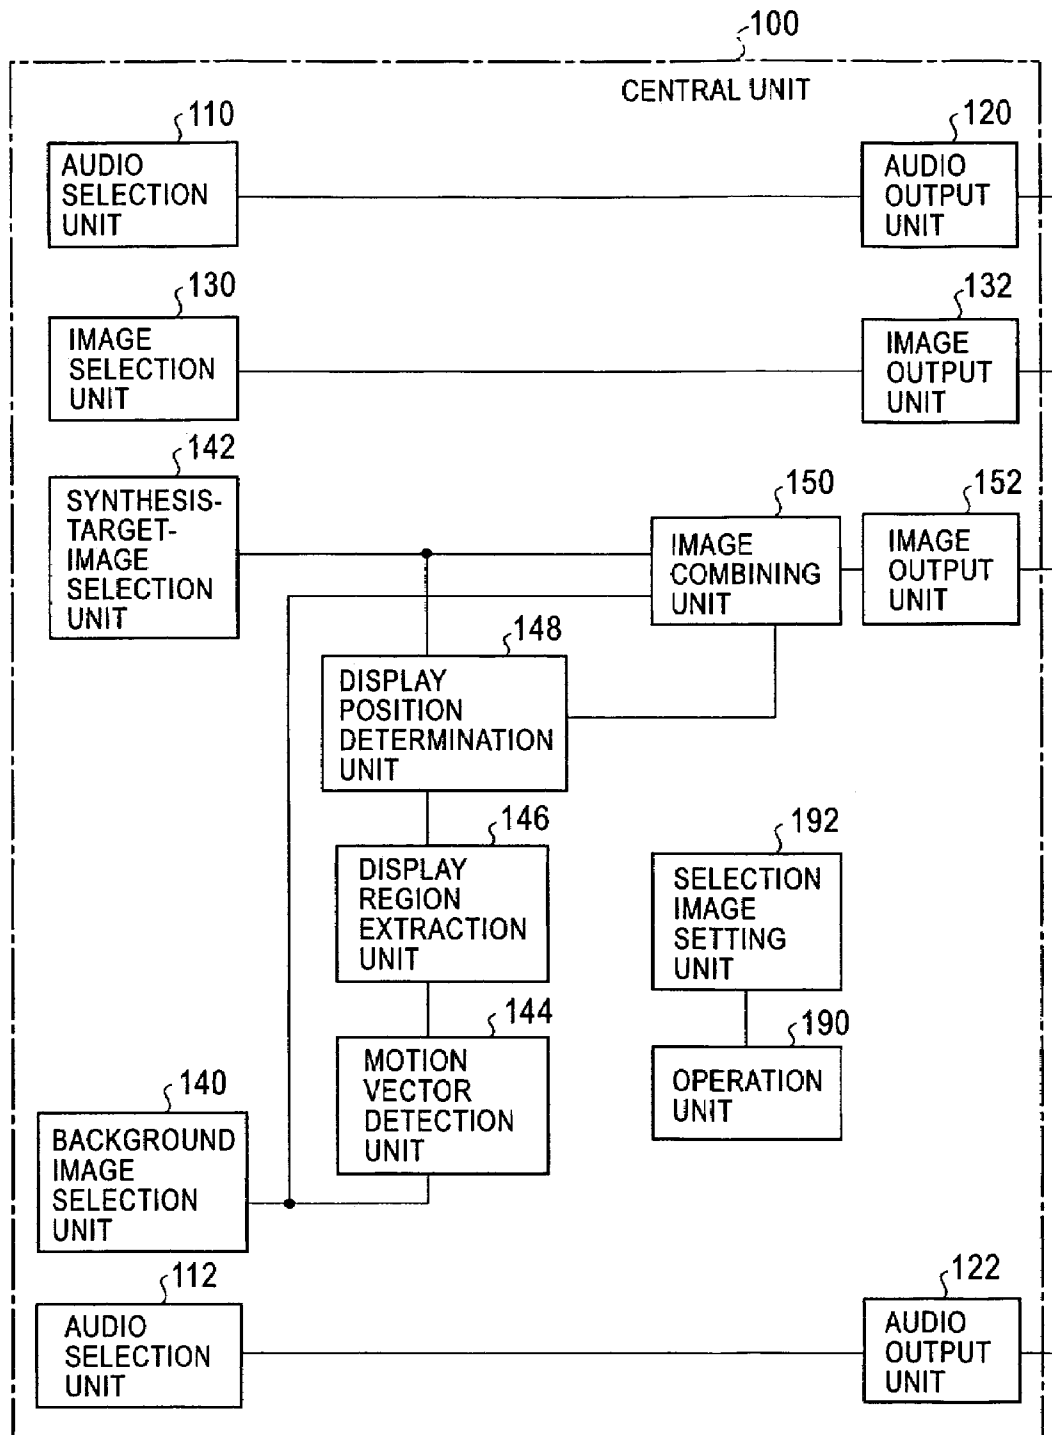 100
CENTRAL UNIT
110
AUDIO
SELECTION
UNIT
120
AUDIO
OUTPUT
UNIT
130
IMAGE
SELECTION
UNIT
132
IMAGE
OUTPUT
UNIT
142
SYNTHESIS-
TARGET-
IMAGE
SELECTION
UNIT
150
IMAGE
COMBINING
UNIT
152
IMAGE
OUTPUT
UNIT
148
DISPLAY
POSITION
DETERMINATION
UNIT
146
DISPLAY
REGION
EXTRACTION
UNIT
192
SELECTION
IMAGE
SETTING
UNIT
144
MOTION
VECTOR
DETECTION
UNIT
190
OPERATION
UNIT
140
BACKGROUND
IMAGE
SELECTION
UNIT
112
AUDIO
SELECTION
UNIT
122
AUDIO
OUTPUT
UNIT